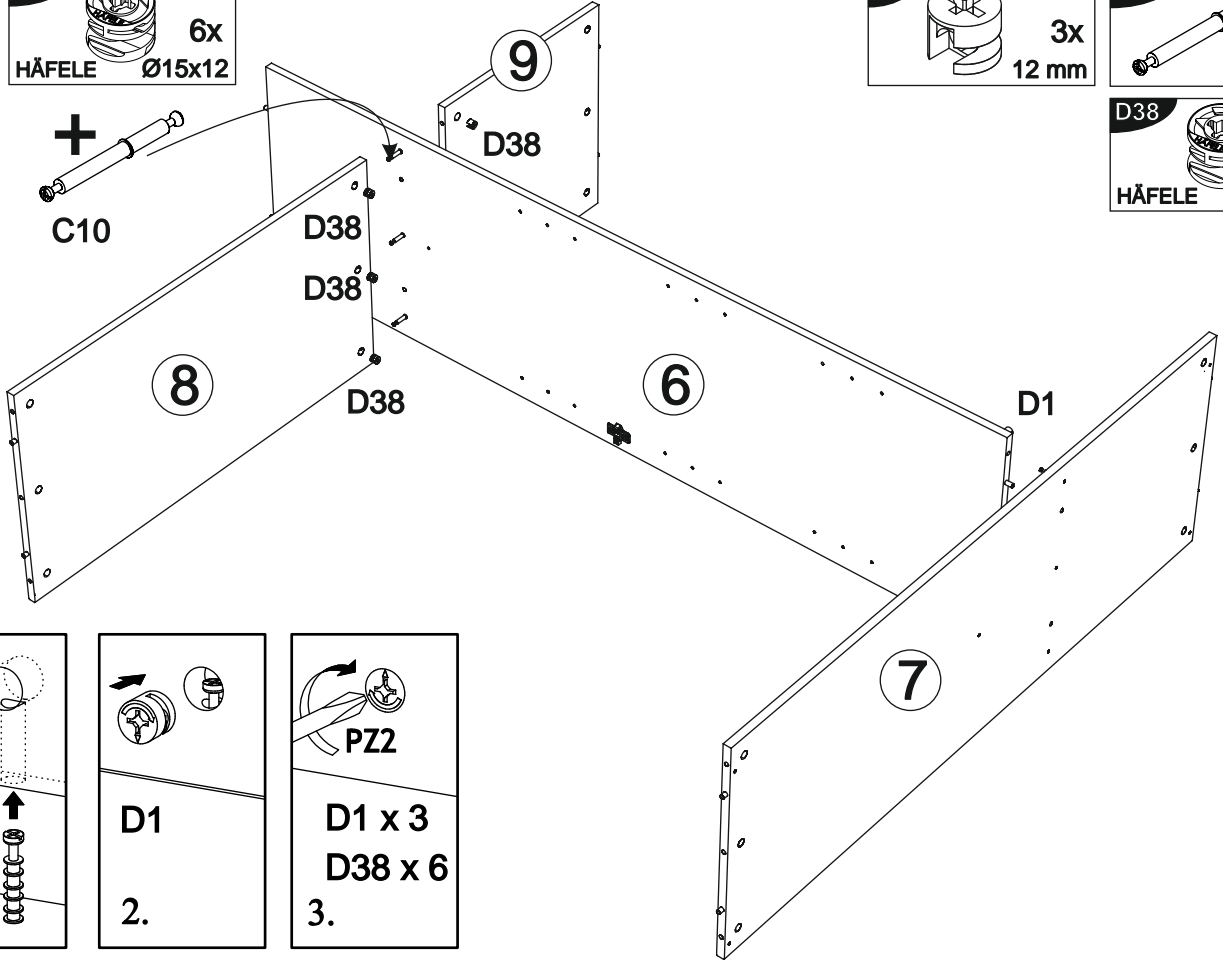 6x
HÄFELE Ø15x12
3x
12 mm
D38
HÄFELE
+
C10
9
D38
D38
D38
D38
8
6
D1
7
D1
2.
PZ2
D1 x 3
D38 x 6
3.